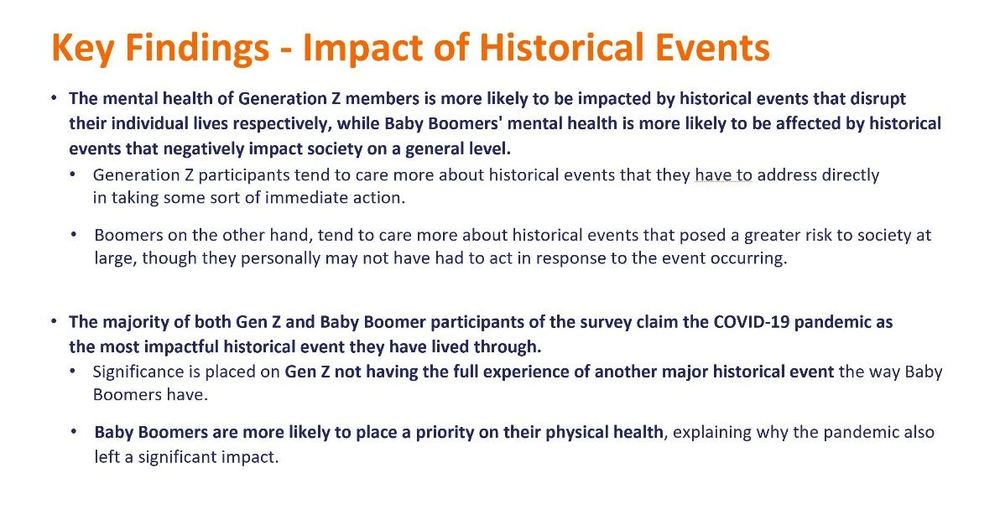 Key Findings - Impact of Historical Events
• The mental health of Generation Z members is more likely to be impacted by historical events that disrupt
their individual lives respectively, while Baby Boomers' mental health is more likely to be affected by historical
events that negatively impact society on a general level.
• Generation Z participants tend to care more about historical events that they have to address directly
in taking some sort of immediate action.
• Boomers on the other hand, tend to care more about historical events that posed a greater risk to society at
large, though they personally may not have had to act in response to the event occurring.
• The majority of both Gen Z and Baby Boomer participants of the survey claim the COVID-19 pandemic as
the most impactful historical event they have lived through.
• Significance is placed on Gen Z not having the full experience of another major historical event the way Baby
Boomers have.
• Baby Boomers are more likely to place a priority on their physical health, explaining why the pandemic also
left a significant impact.